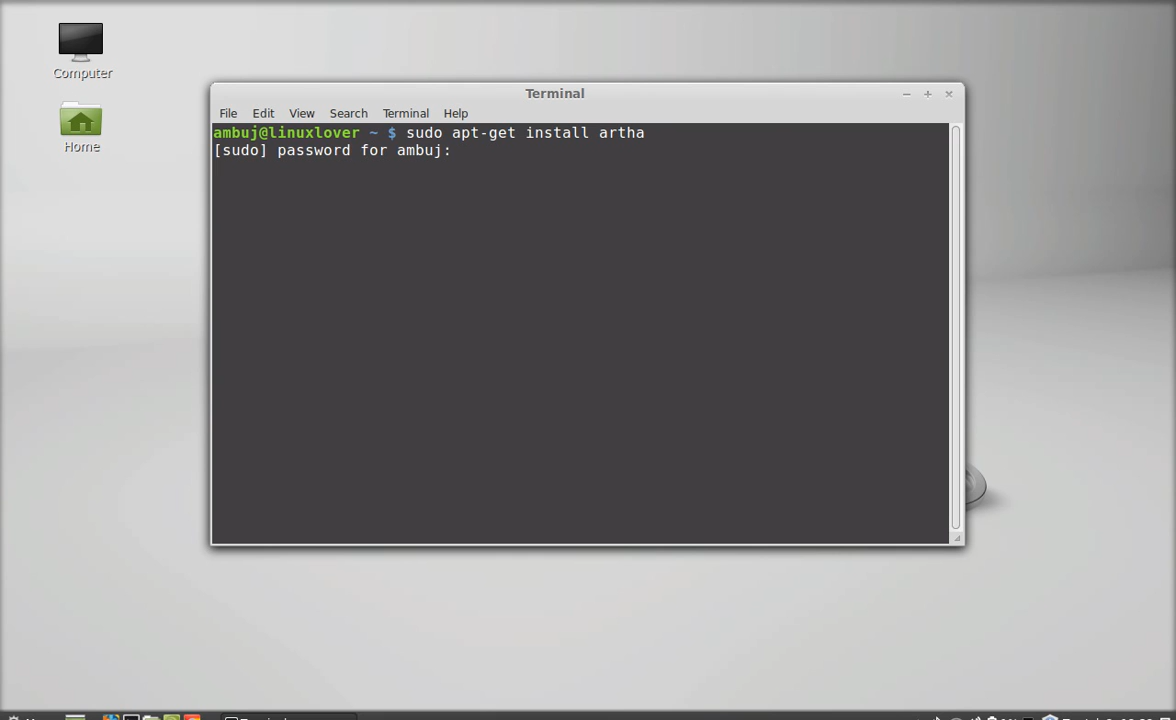 Computer
Home
Terminal
File Edit View Search Terminal Help
ambuj@linuxlover ~ $ sudo apt-get install artha
[sudo] password for ambuj: